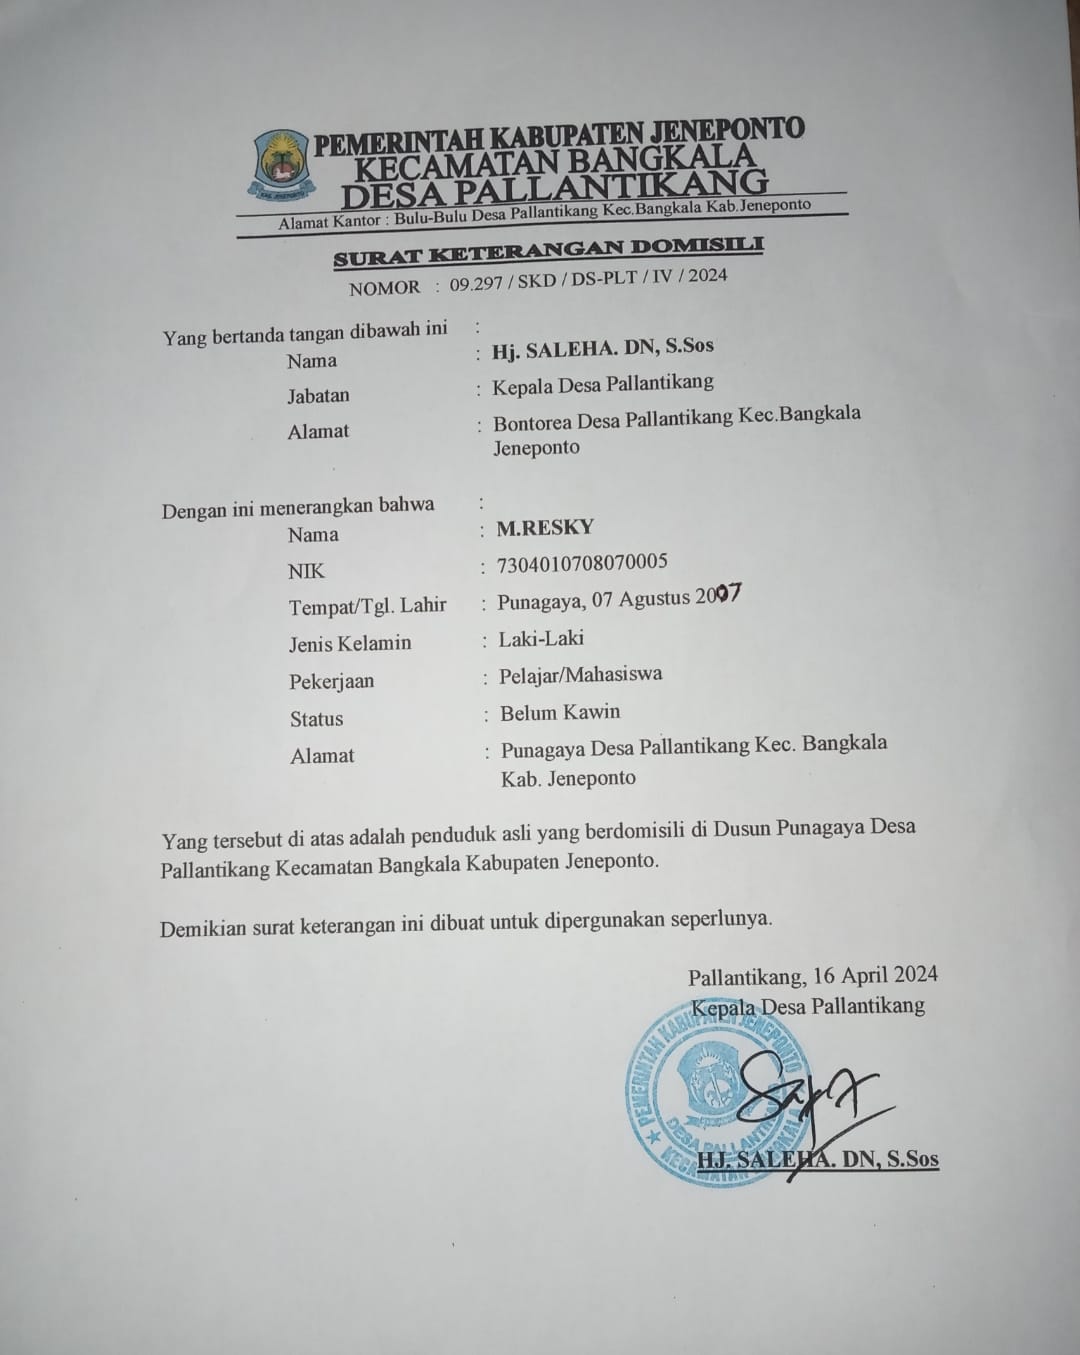 PEMERINTAH KABUPATEN JENEPONTO
KECAMATAN BANGKALA
DESA PALLANTIKANG
Alamat Kantor : Bulu-Bulu Desa Pallantikang Kec.Bangkala Kab.Jeneponto
SURAT KETERANGAN DOMISILI
NOMOR : 09.297 / SKD / DS-PLT / IV / 2024
Yang bertanda tangan dibawah ini :
Nama : Hj. SALEHA. DN, S.Sos
Jabatan : Kepala Desa Pallantikang
Alamat : Bontorea Desa Pallantikang Kec.Bangkala
Jeneponto
Dengan ini menerangkan bahwa :
Nama : M.RESKY
NIK : 7304010708070005
Tempat/Tgl. Lahir : Punagaya, 07 Agustus 2007
Jenis Kelamin : Laki-Laki
Pekerjaan : Pelajar/Mahasiswa
Status : Belum Kawin
Alamat : Punagaya Desa Pallantikang Kec. Bangkala
Kab. Jeneponto
Yang tersebut di atas adalah penduduk asli yang berdomisili di Dusun Punagaya Desa
Pallantikang Kecamatan Bangkala Kabupaten Jeneponto.
Demikian surat keterangan ini dibuat untuk dipergunakan seperlunya.
Pallantikang, 16 April 2024
Kepala Desa Pallantikang
PEMERINTAH KABUPATEN JENEPONTO
DESA PALLANTIKANG
KECAMATAN BANGKALA
HJ. SALEHA. DN, S.Sos